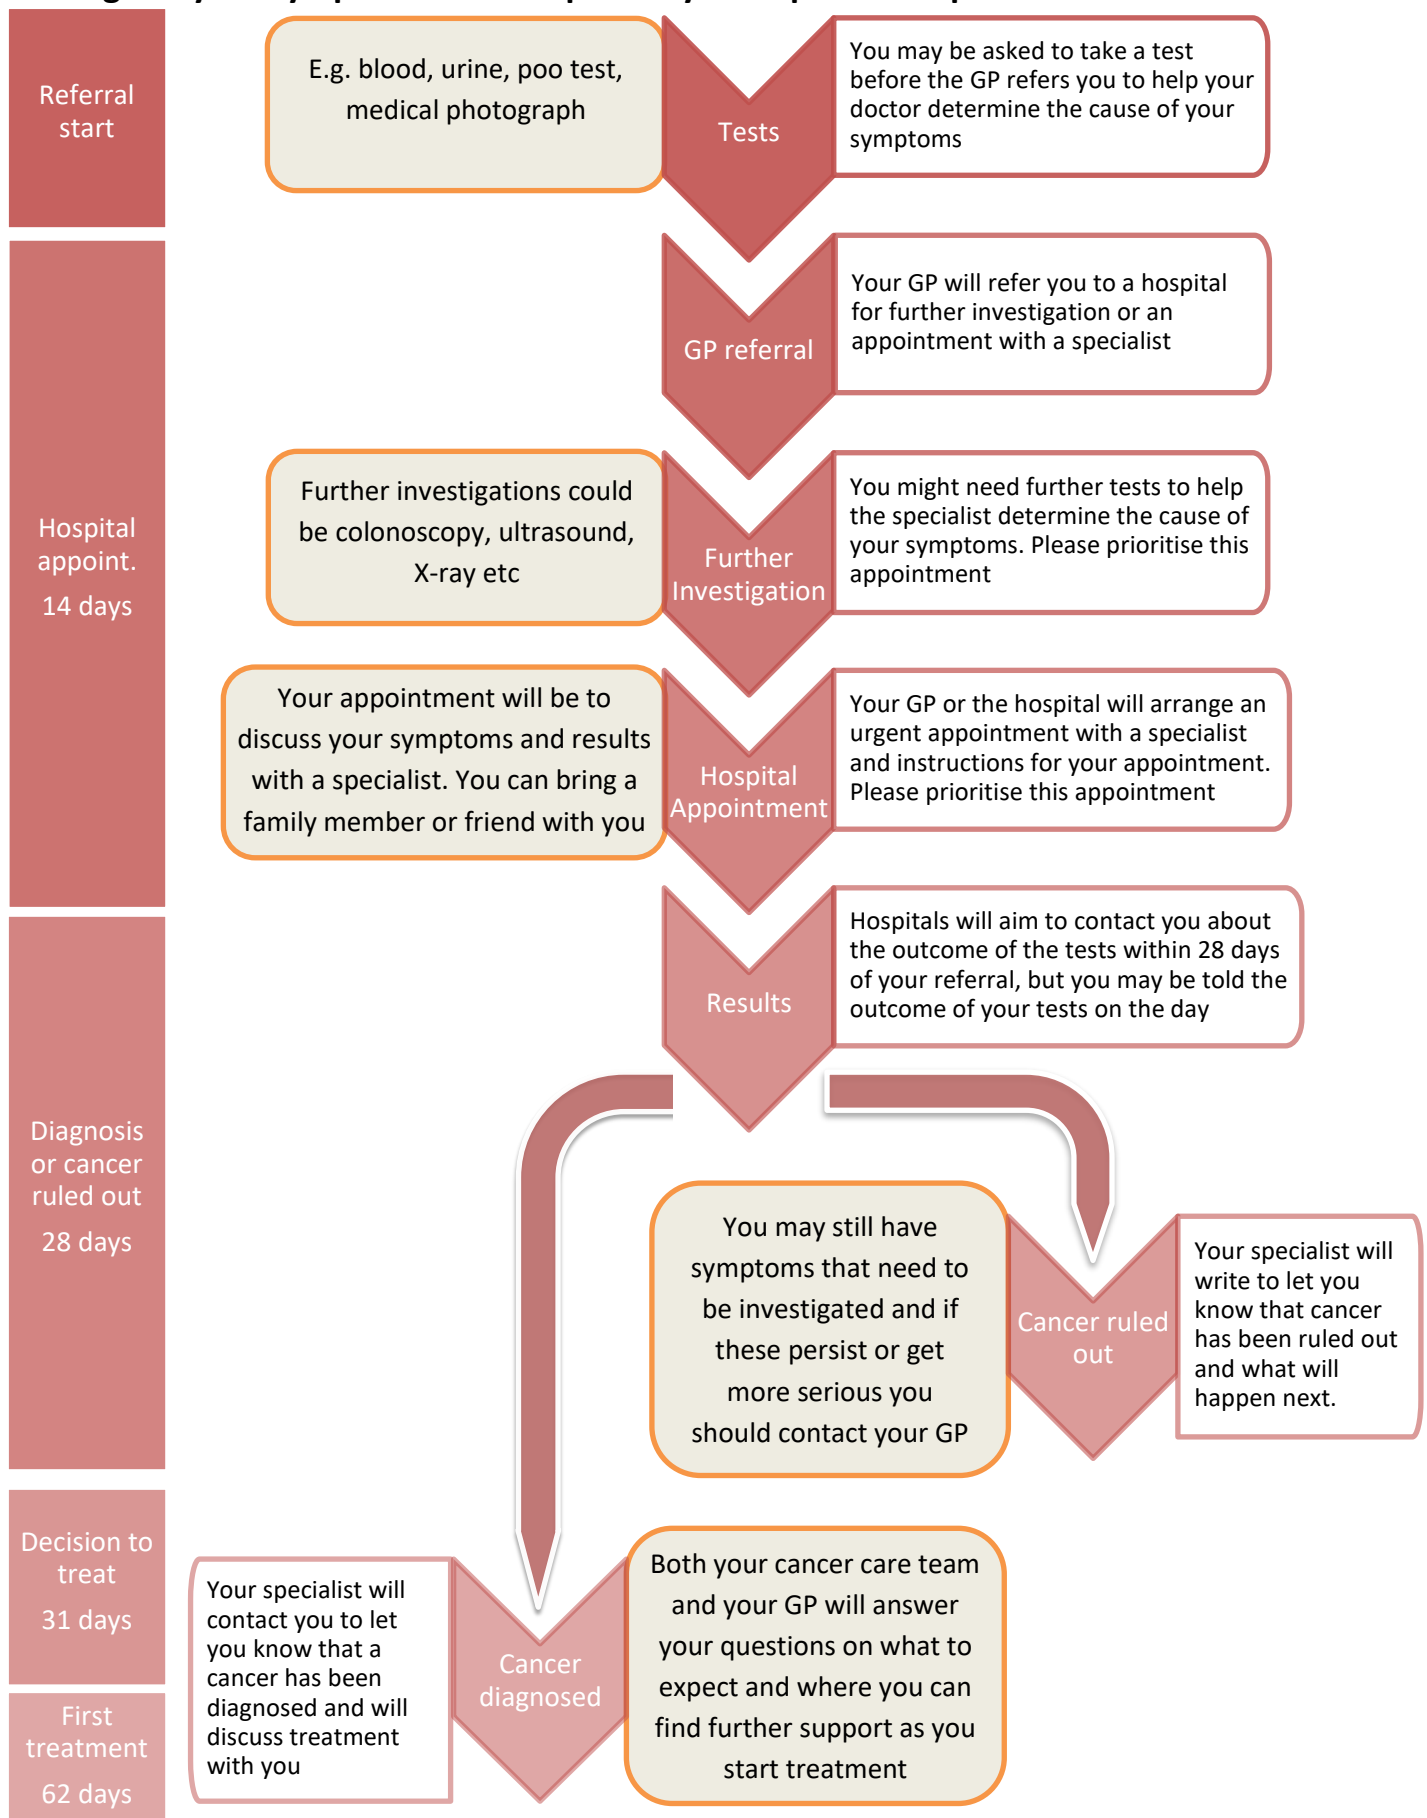 Referral
start
E.g. blood, urine, poo test,
medical photograph
Tests
You may be asked to take a test
before the GP refers you to help your
doctor determine the cause of your
symptoms
Hospital
appoint.
14 days
GP referral
Your GP will refer you to a hospital
for further investigation or an
appointment with a specialist
Further investigations could
be colonoscopy, ultrasound,
X-ray etc
Further
Investigation
You might need further tests to help
the specialist determine the cause of
your symptoms. Please prioritise this
appointment
Your appointment will be to
discuss your symptoms and results
with a specialist. You can bring a
family member or friend with you
Hospital
Appointment
Your GP or the hospital will arrange an
urgent appointment with a specialist
and instructions for your appointment.
Please prioritise this appointment
Diagnosis
or cancer
ruled out
28 days
Results
Hospitals will aim to contact you about
the outcome of the tests within 28 days
of your referral, but you may be told the
outcome of your tests on the day
You may still have
symptoms that need to
be investigated and if
these persist or get
more serious you
should contact your GP
Cancer ruled
out
Your specialist will
write to let you
know that cancer
has been ruled out
and what will
happen next.
Decision to
treat
31 days
First
treatment
62 days
Your specialist will
contact you to let
you know that a
cancer has been
diagnosed and will
discuss treatment
with you
Cancer
diagnosed
Both your cancer care team
and your GP will answer
your questions on what to
expect and where you can
find further support as you
start treatment